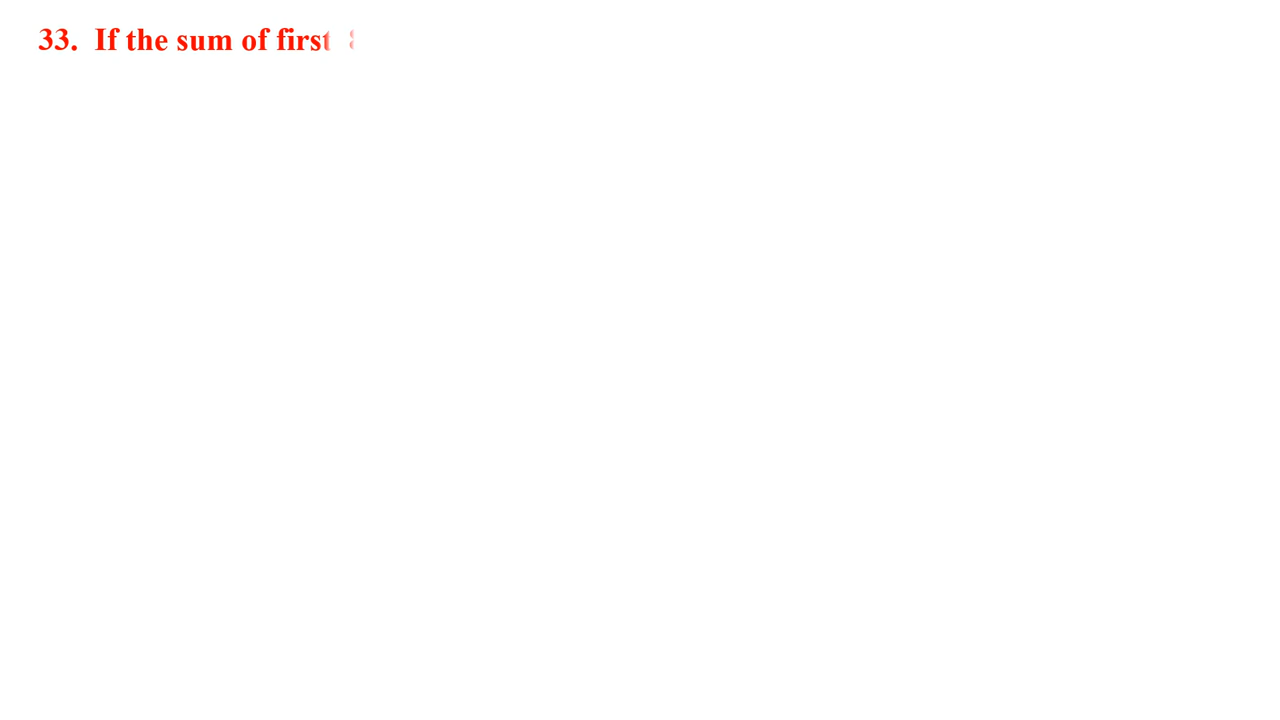 33. If the sum of first